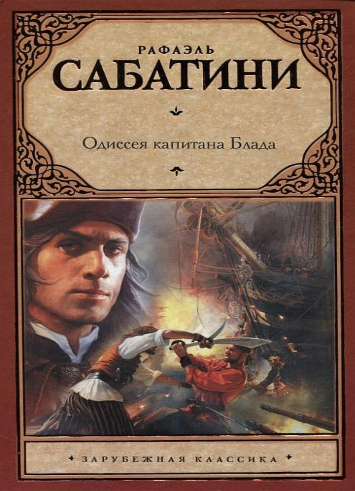 РАФАЭЛЬ
САБАТИНИ
Одиссея капитана Блада
ЗАРУБЕЖНАЯ КЛАССИКА